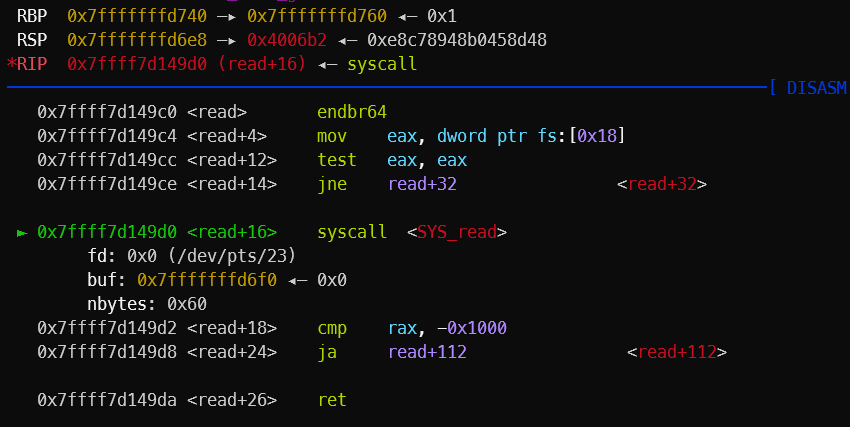 RBP  0x7fffffffd740 —▸ 0x7fffffffd760 ◂— 0x1
RSP  0x7fffffffd6e8 —▸ 0x4006b2 ◂— 0xe8c78948b0458d48
*RIP  0x7ffff7d149d0 (read+16) ◂— syscall
[ DISASM
0x7ffff7d149c0 <read>       endbr64
0x7ffff7d149c4 <read+4>     mov    eax, dword ptr fs:[0x18]
0x7ffff7d149cc <read+12>    test   eax, eax
0x7ffff7d149ce <read+14>    jne    read+32                <read+32>
► 0x7ffff7d149d0 <read+16>    syscall  <SYS_read>
fd: 0x0 (/dev/pts/23)
buf: 0x7fffffffd6f0 ◂— 0x0
nbytes: 0x60
0x7ffff7d149d2 <read+18>    cmp    rax, -0x1000
0x7ffff7d149d8 <read+24>    ja     read+112                <read+112>
0x7ffff7d149da <read+26>    ret